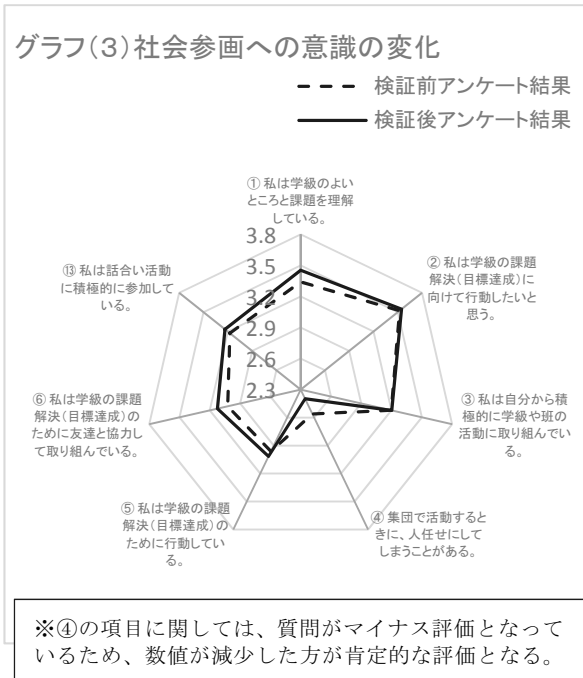 グラフ(3)社会参画への意識の変化
検証前アンケート結果
検証後アンケート結果
① 私は学級のよい
ところと課題を理解
している。
② 私は学級の課題
解決(目標達成)に
向けて行動したいと
思う。
③ 私は自分から積
極的に学級や班の
活動に取り組んでい
る。
④ 集団で活動すると
きに、人任せにして
しまうことがある。
⑤ 私は学級の課題
解決(目標達成)の
ために行動してい
る。
⑥ 私は学級の課題
解決(目標達成)の
ために友達と協力し
て取り組んでいる。
⑬ 私は話合い活動
に積極的に参加して
いる。
3.8
3.5
3.2
2.9
2.6
2.3
※④の項目に関しては、質問がマイナス評価となって
いるため、数値が減少した方が肯定的な評価となる。